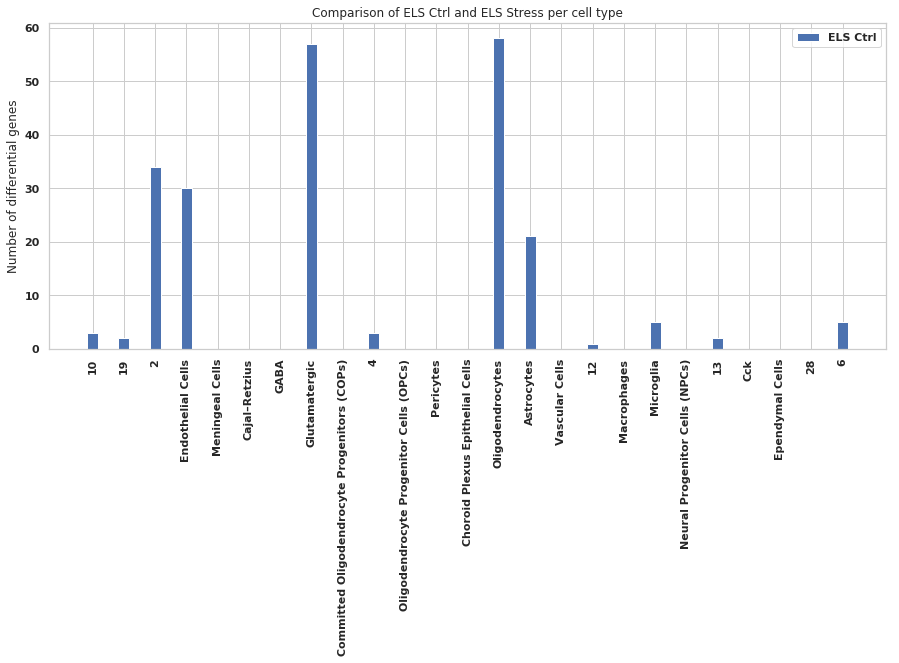 Comparison of ELS Ctrl and ELS Stress per cell type
ELS Ctrl
Number of differential genes
60
50
40
30
20
10
0
10
19
2
Endothelial Cells
Meningeal Cells
Cajal–Retzius
GABA
Glutamatergic
Committed Oligodendrocyte Progenitors (COPs)
4
Oligodendrocyte Progenitor Cells (OPCs)
Pericytes
Choroid Plexus Epithelial Cells
Oligodendrocytes
Astrocytes
Vascular Cells
12
Macrophages
Microglia
Neural Progenitor Cells (NPCs)
13
Cck
Ependymal Cells
28
6